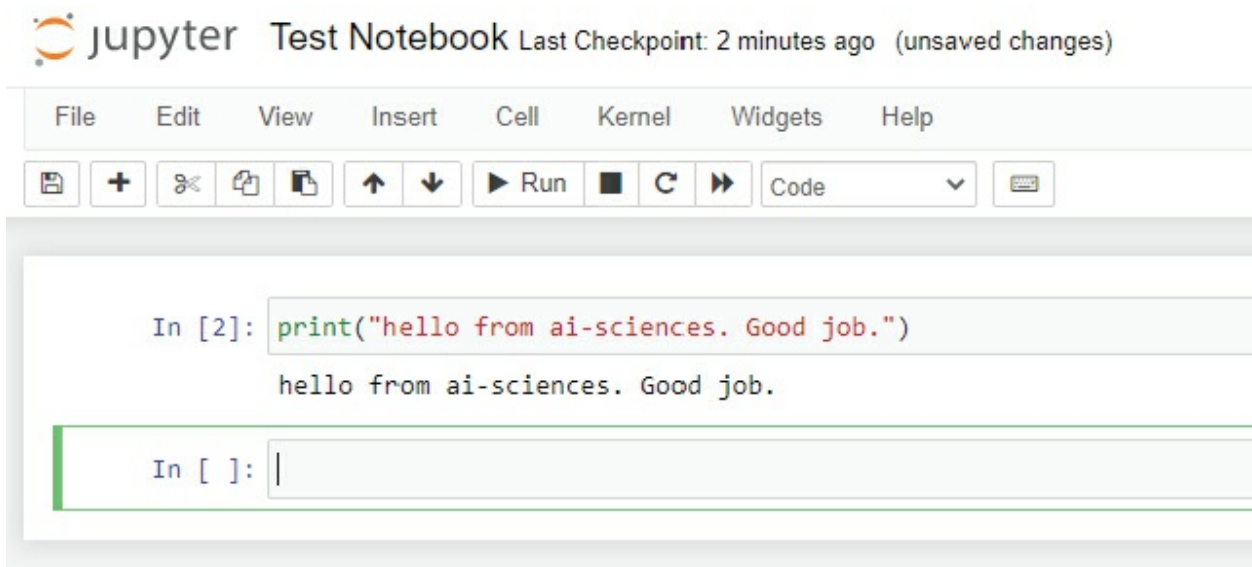 jupyter Test Notebook Last Checkpoint: 2 minutes ago (unsaved changes)
File Edit View Insert Cell Kernel Widgets Help
Run Code
In [2]: print("hello from ai-sciences. Good job.")
hello from ai-sciences. Good job.
In [ ]: